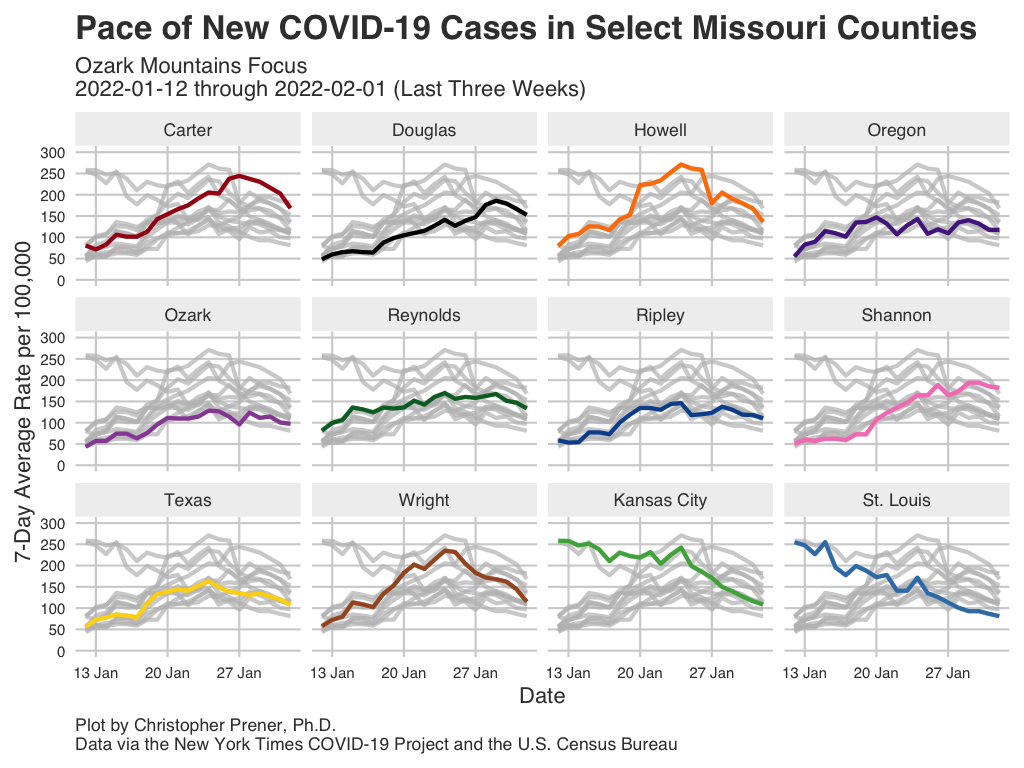 Pace of New COVID-19 Cases in Select Missouri Counties
Ozark Mountains Focus
2022-01-12 through 2022-02-01 (Last Three Weeks)
Carter Douglas Howell Oregon
300
250
200
150
100
50
0
Ozark Reynolds Ripley Shannon
300
250
200
150
100
50
0
Texas Wright Kansas City St. Louis
300
250
200
150
100
50
0
7-Day Average Rate per 100,000
13 Jan 20 Jan 27 Jan 13 Jan 20 Jan 27 Jan 13 Jan 20 Jan 27 Jan 13 Jan 20 Jan 27 Jan
Date
Plot by Christopher Prener, Ph.D.
Data via the New York Times COVID-19 Project and the U.S. Census Bureau